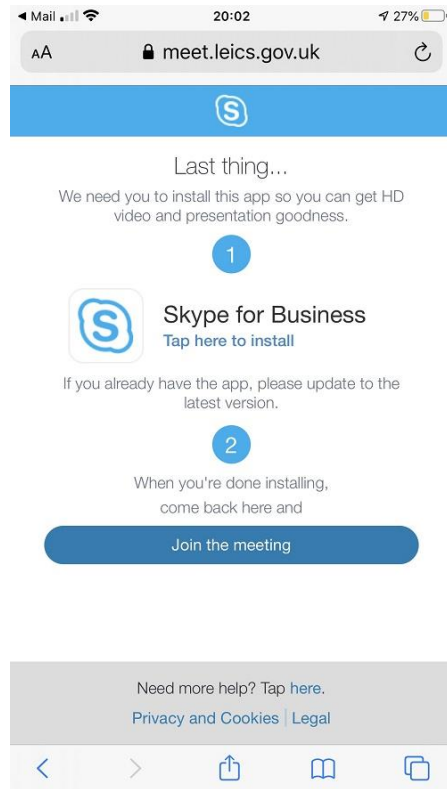 Mail 20:02 27%
AA meet.leics.gov.uk
S
Last thing...
We need you to install this app so you can get HD
video and presentation goodness.
1
S
Skype for Business
Tap here to install
If you already have the app, please update to the
latest version.
2
When you're done installing,
come back here and
Join the meeting
Need more help? Tap here.
Privacy and Cookies | Legal